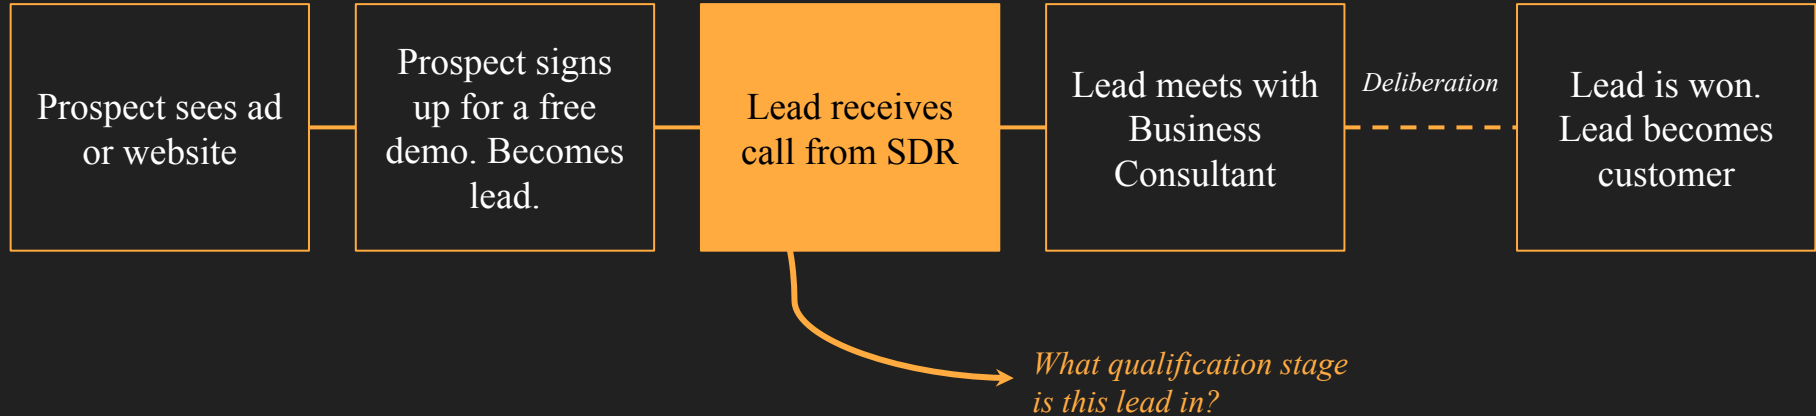 Prospect sees ad
or website
Prospect signs
up for a free
demo. Becomes
lead.
Lead receives
call from SDR
Lead meets with
Business
Consultant
Deliberation
Lead is won.
Lead becomes
customer
What qualification stage
is this lead in?